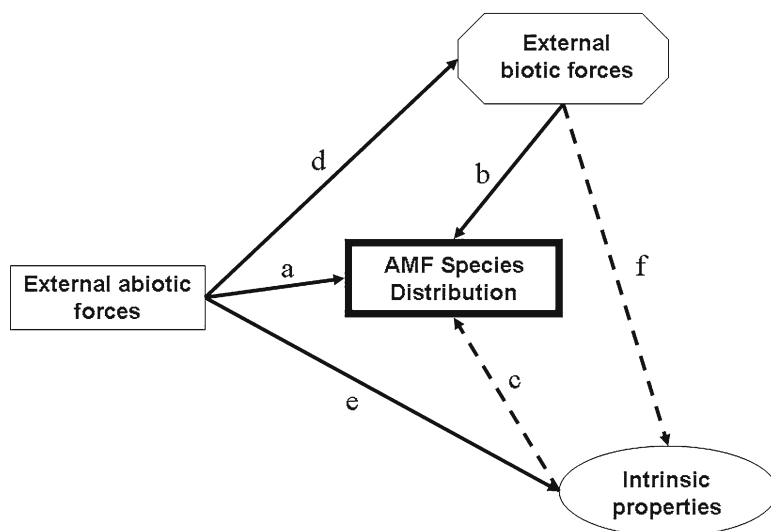 External
biotic forces
d
b
External abiotic
forces
a
AMF Species
Distribution
f
c
e
Intrinsic
properties